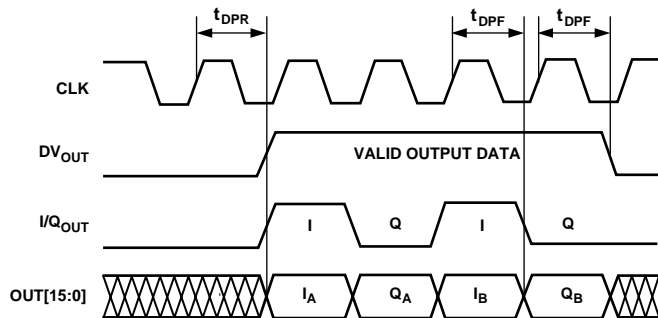 tDPR tDPF tDPF
CLK
DVOUT VALID OUTPUT DATA
I/QOUT I Q I Q
OUT[15:0] IA QA IB QB